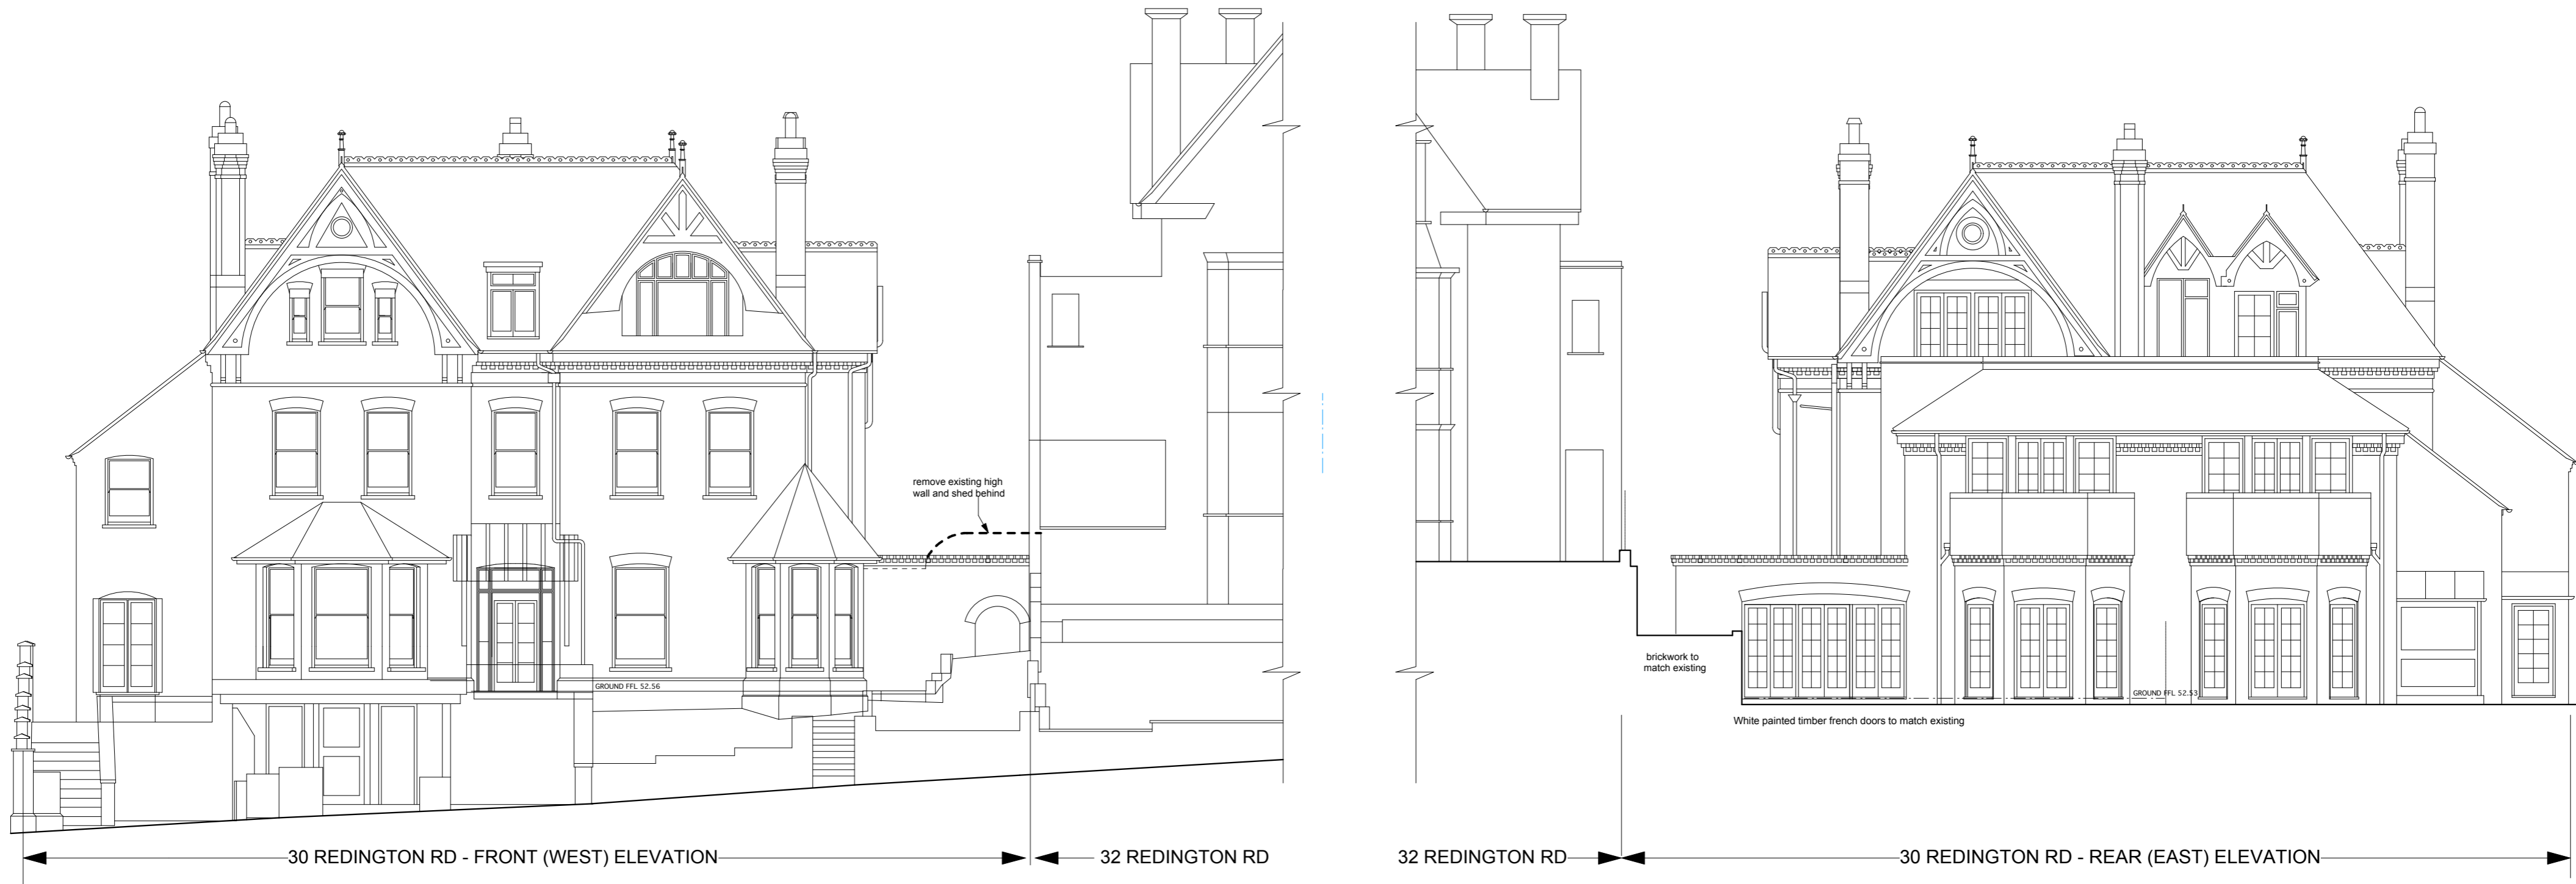 remove existing high
wall and shed behind
GROUND FFL 52.56
brickwork to
match existing
GROUND FFL 52.53
White painted timber french doors to match existing
30 REDINGTON RD - FRONT (WEST) ELEVATION
32 REDINGTON RD
32 REDINGTON RD
30 REDINGTON RD - REAR (EAST) ELEVATION